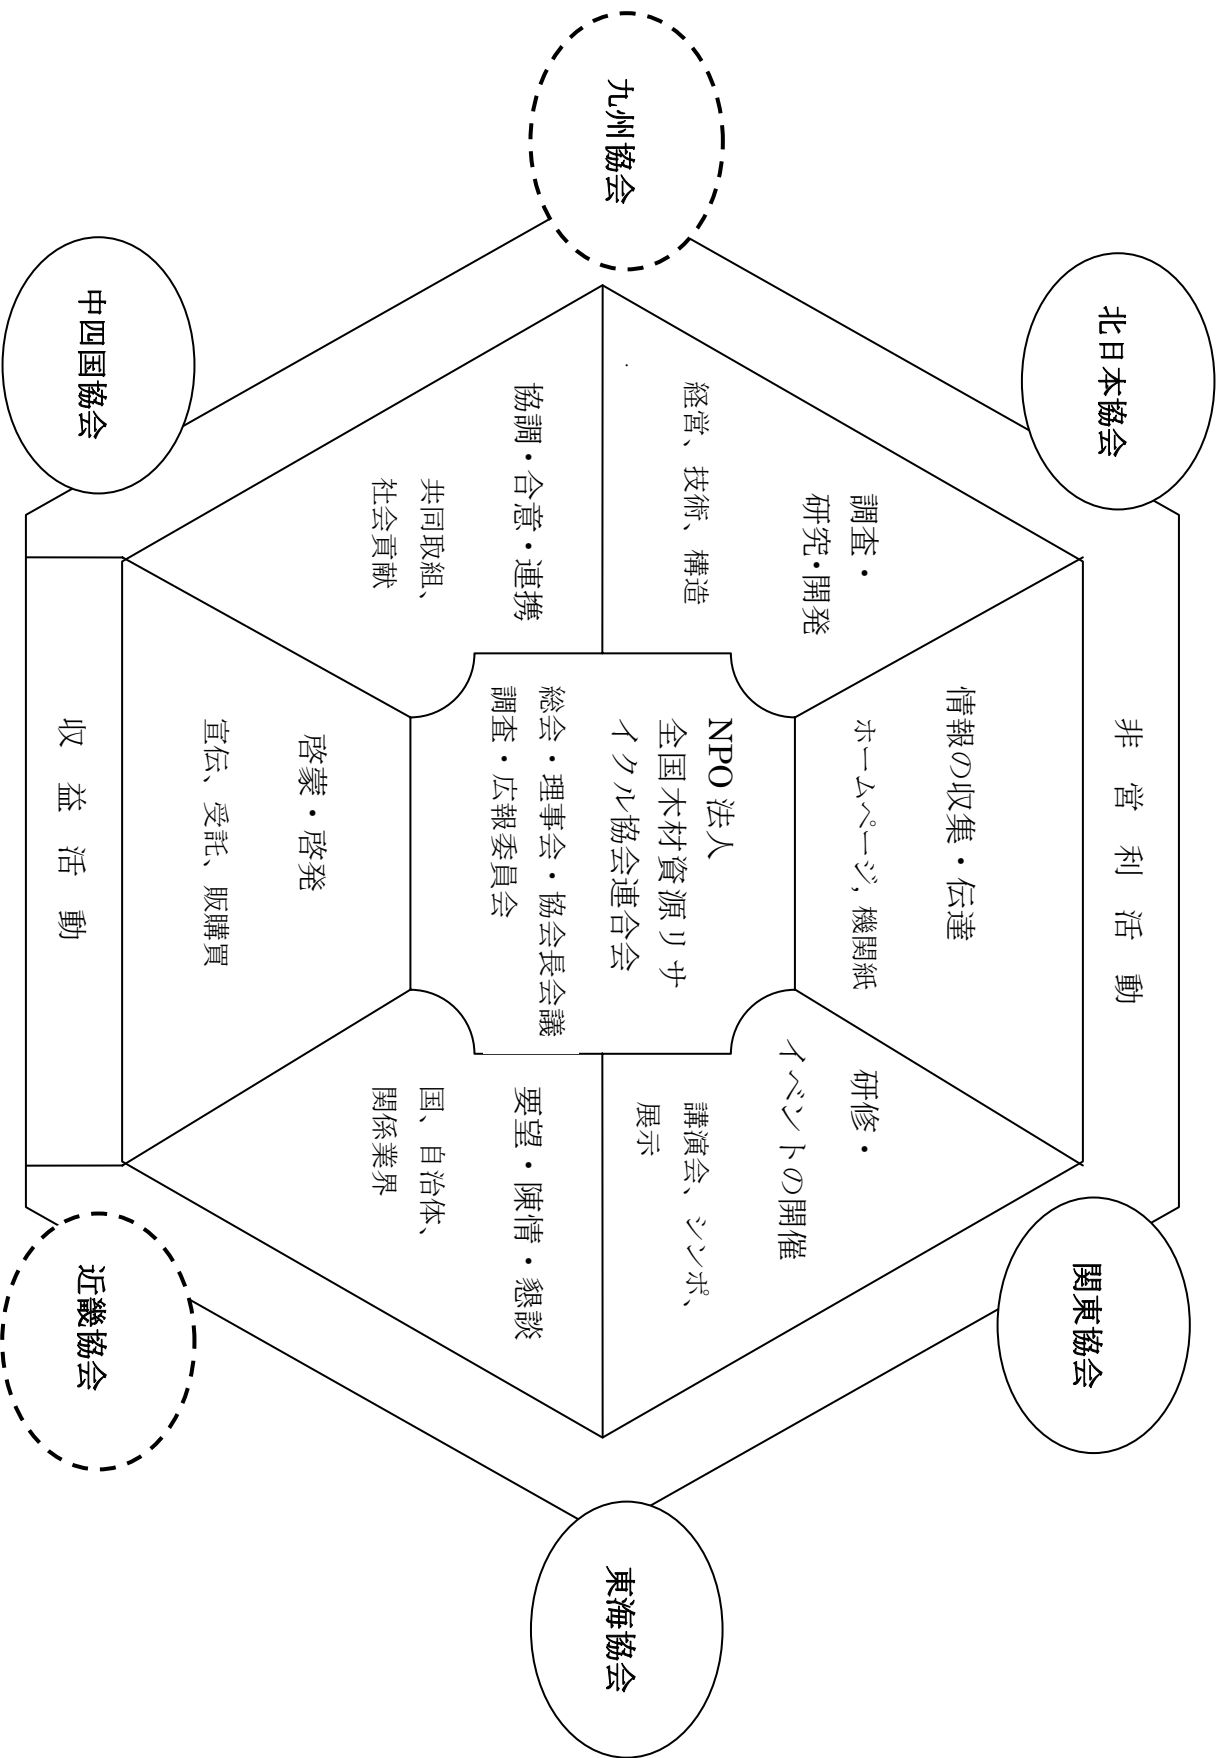 非営利活動
北日本協会
関東協会
情報の収集・伝達
ホームページ, 機関紙
調査・
研究・開発
経営、技術、構造
研修・
イベントの開催
講演会、シンポ、
展示
九州協会
NPO 法人
全国木材資源リサ
イクル協会連合会
総会・理事会・協会長会議
調査・広報委員会
東海協会
協調・合意・連携
共同取組、
社会貢献
要望・陳情・懇談
国、自治体、
関係業界
啓蒙・啓発
宣伝、受託、販購買
中四国協会
近畿協会
収益活動